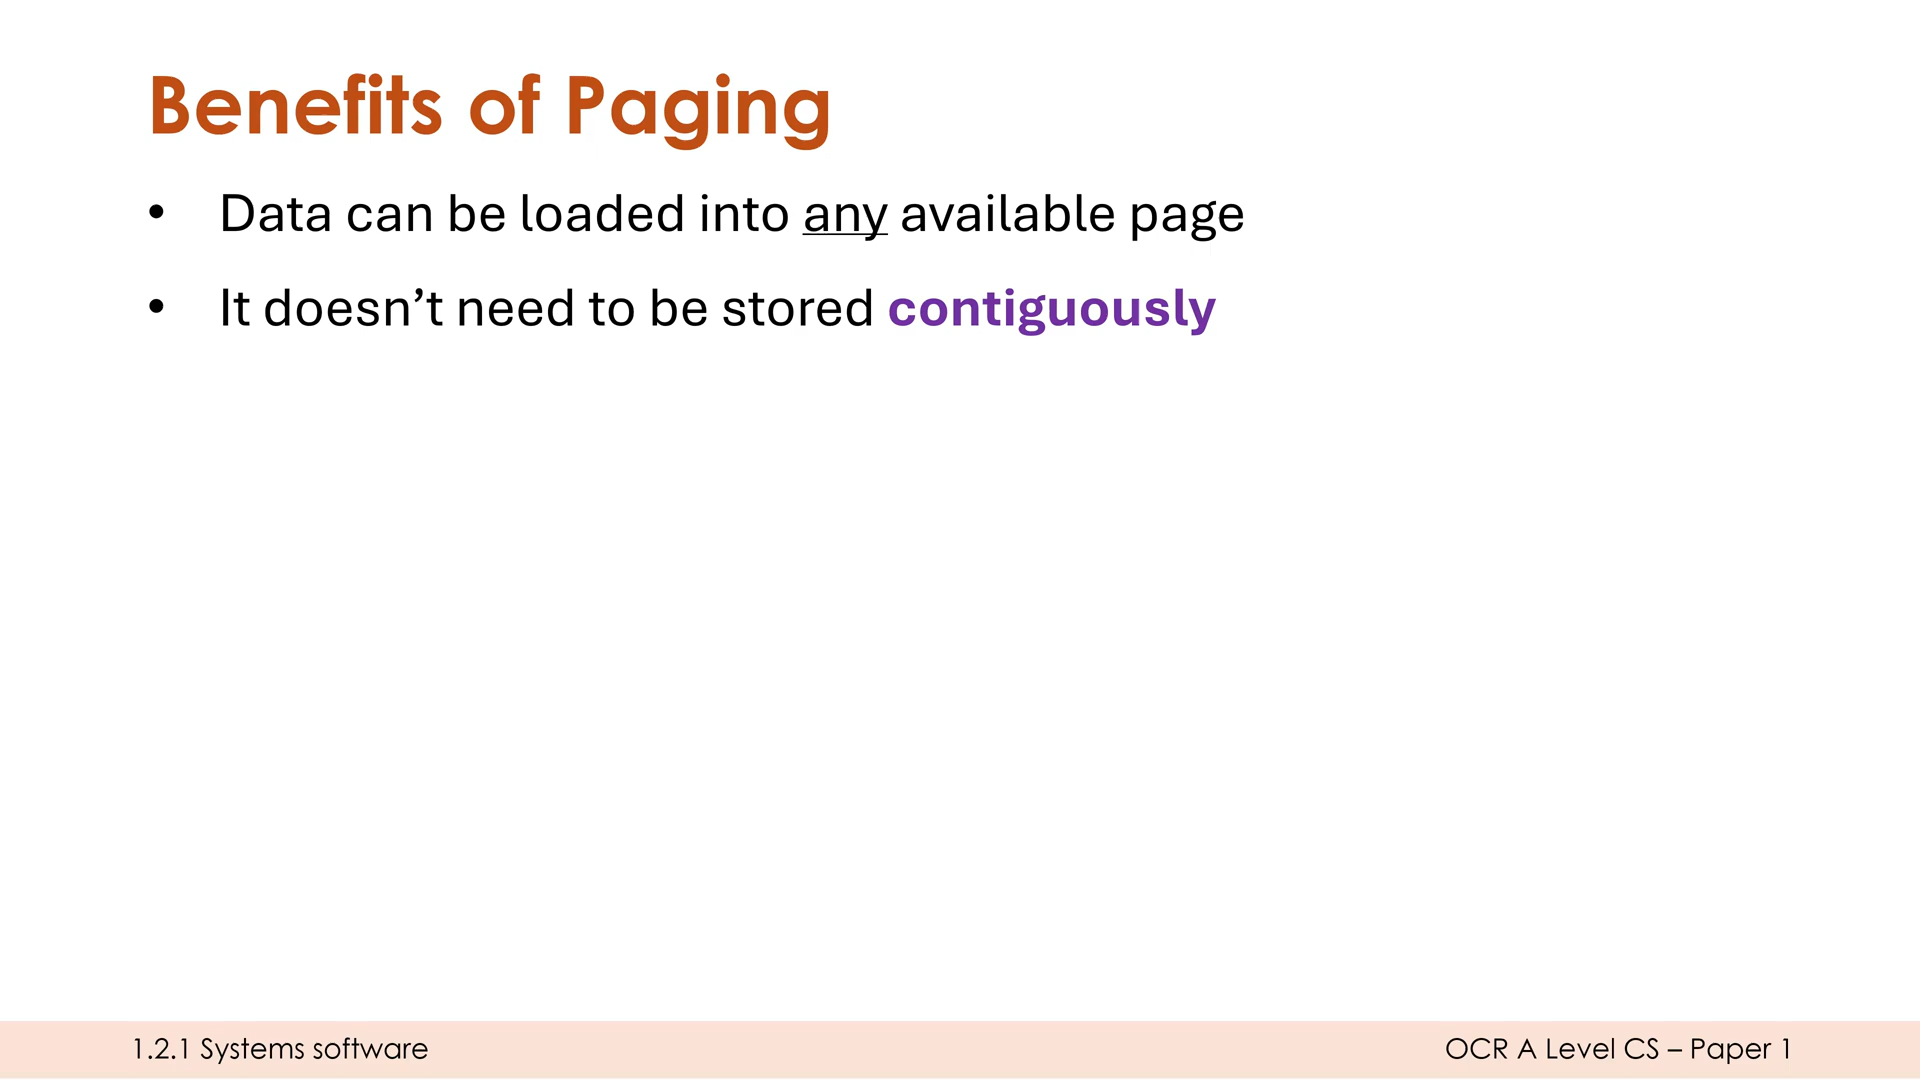 Benefits of Paging
• Data can be loaded into any available page
• It doesn’t need to be stored contiguously
1.2.1 Systems software
OCR A Level CS – Paper 1